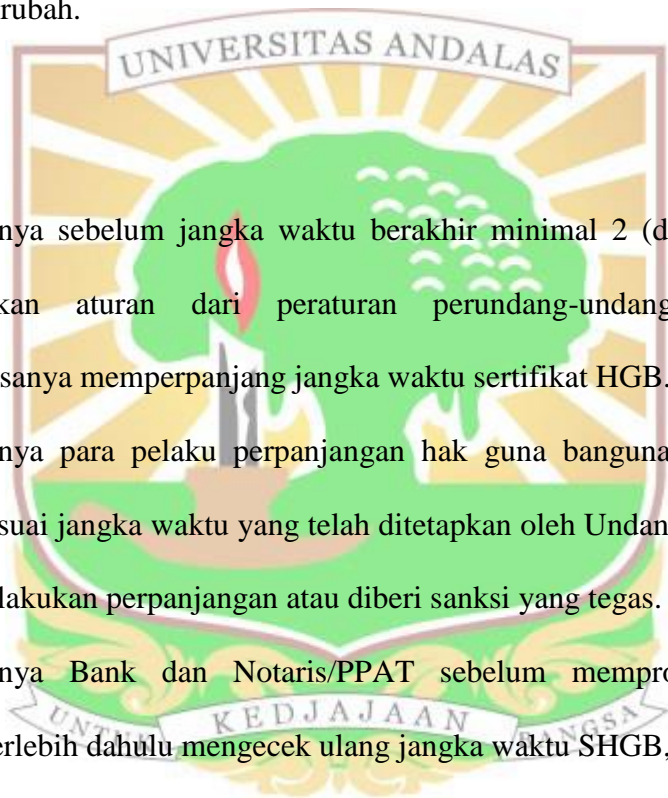 rubah.
UNIVERSITAS ANDALAS
nya sebelum jangka waktu berakhir minimal 2 (d
kan aturan dari peraturan perundang-undang
sanya memperpanjang jangka waktu sertifikat HGB.
nya para pelaku perpanjangan hak guna banguna
suai jangka waktu yang telah ditetapkan oleh Undan
lakukan perpanjangan atau diberi sanksi yang tegas.
nya Bank dan Notaris/PPAT sebelum mempro
UNTUK KEDJAJAAN BANGSA
erlebih dahulu mengecek ulang jangka waktu SHGB,